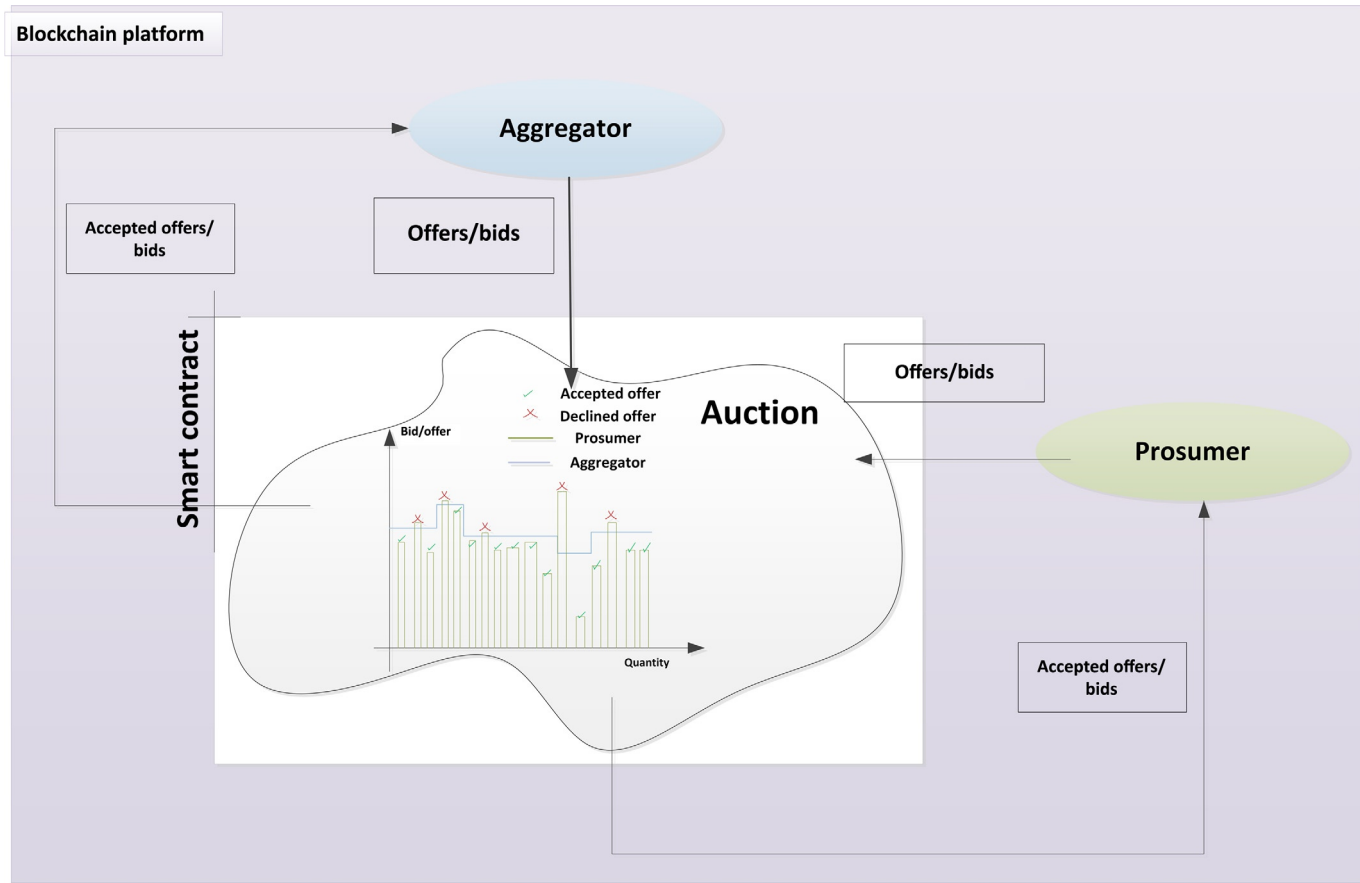 Blockchain platform
Aggregator
Accepted offers/
bids
Offers/bids
Smart contract
Offers/bids
Accepted offer
Declined offer
Prosumer
Aggregator
Auction
Bid/offer
Quantity
Prosumer
Accepted offers/
bids